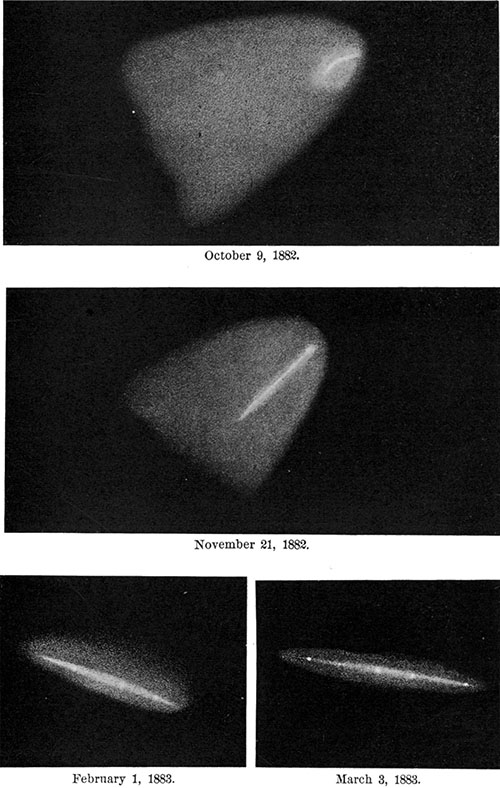 October 9, 1882.
November 21, 1882.
February 1, 1883.
March 3, 1883.